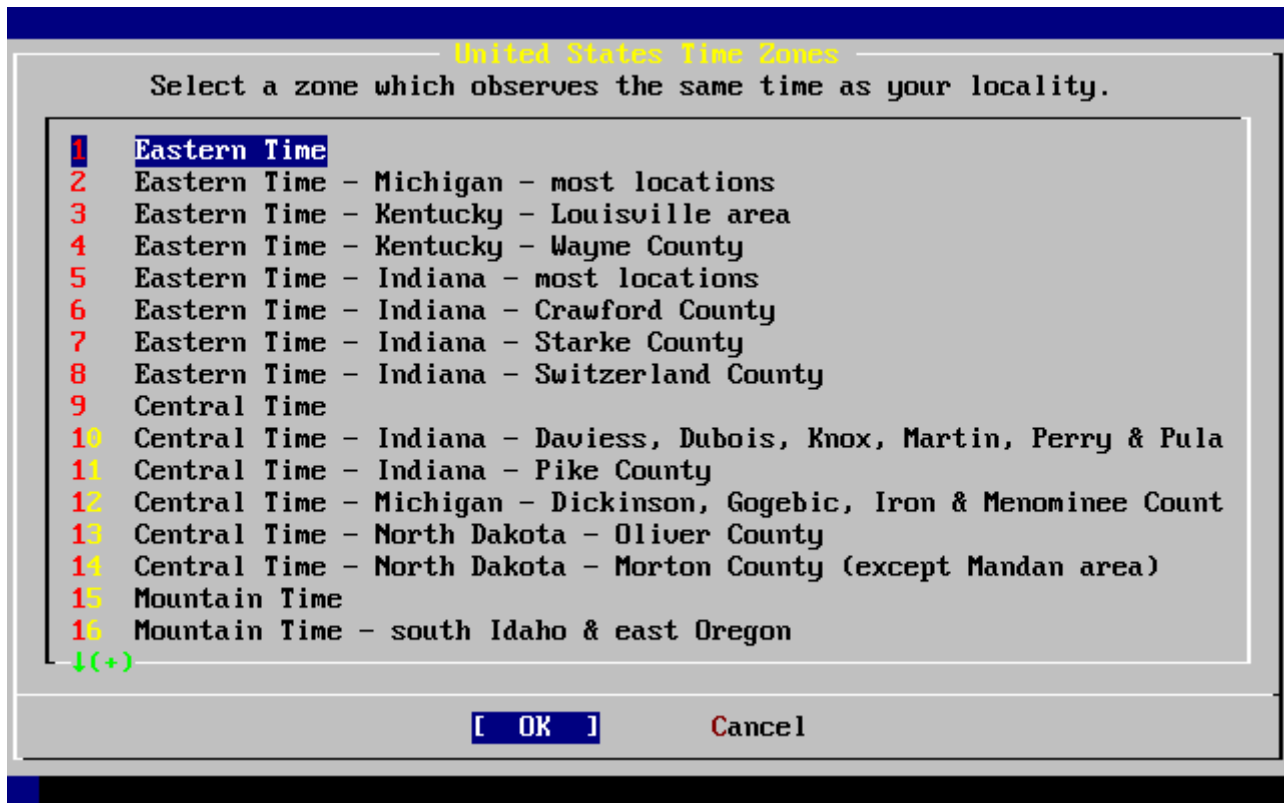 United States Time Zones
Select a zone which observes the same time as your locality.
1 Eastern Time
2 Eastern Time - Michigan - most locations
3 Eastern Time - Kentucky - Louisville area
4 Eastern Time - Kentucky - Wayne County
5 Eastern Time - Indiana - most locations
6 Eastern Time - Indiana - Crawford County
7 Eastern Time - Indiana - Starke County
8 Eastern Time - Indiana - Switzerland County
9 Central Time
10 Central Time - Indiana - Daviess, Dubois, Knox, Martin, Perry & Pula
11 Central Time - Indiana - Pike County
12 Central Time - Michigan - Dickinson, Gogebic, Iron & Menominee Count
13 Central Time - North Dakota - Oliver County
14 Central Time - North Dakota - Morton County (except Mandan area)
15 Mountain Time
16 Mountain Time - south Idaho & east Oregon
↓(+)
[ OK ] Cancel